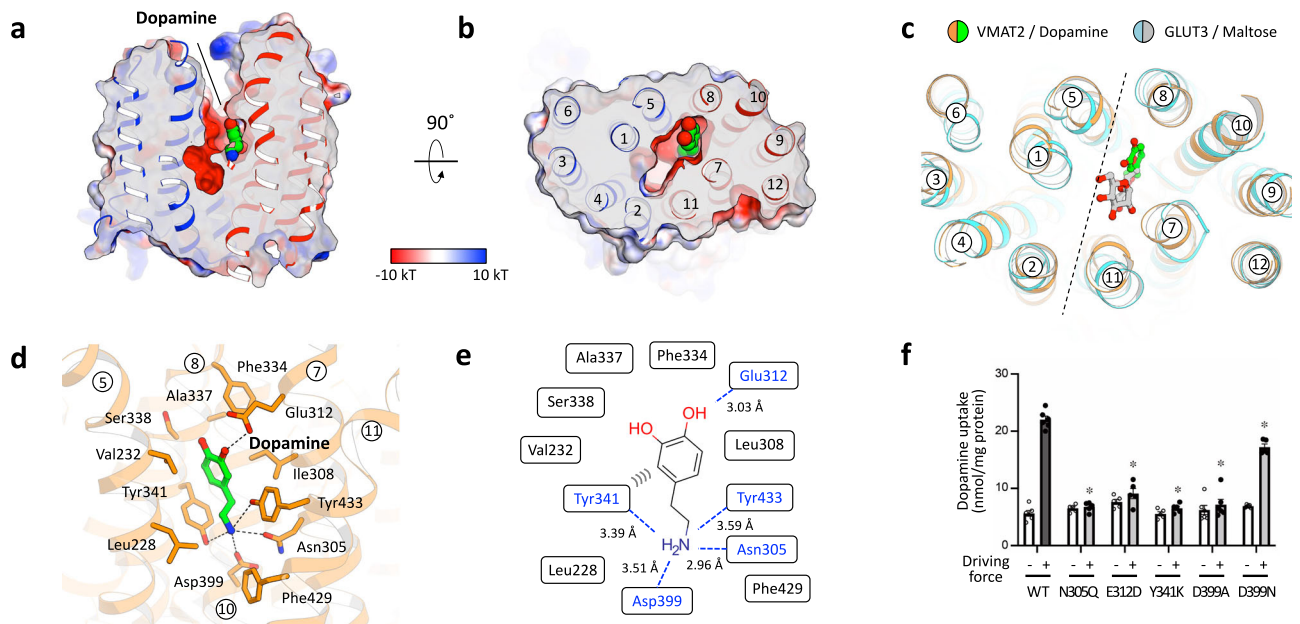 a
Dopamine
90°
-10 kT
10 kT
b
5
8
10
6
1
9
3
7
4
2
11
12
c
VMAT2 / Dopamine
GLUT3 / Maltose
5
8
6
10
1
3
9
7
4
2
11
12
d
8
Phe334
7
5
Ala337
Glu312
Ser338
11
Dopamine
Val232
Ile308
Tyr341
Tyr433
Leu228
Asn305
Asp399
Phe429
10
e
Ala337
Phe334
Glu312
3.03 Å
Ser338
OH
HO
Leu308
Val232
Tyr341
Tyr433
3.39 Å
3.59 Å
H2N
Asn305
3.51 Å
2.96 Å
Leu228
Phe429
Asp399
f
Dopamine uptake
(nmol/mg protein)
30
20
10
0
* * * * *
Driving
force
- + - + - + - + - + - +
WT N305Q E312D Y341K D399A D399N